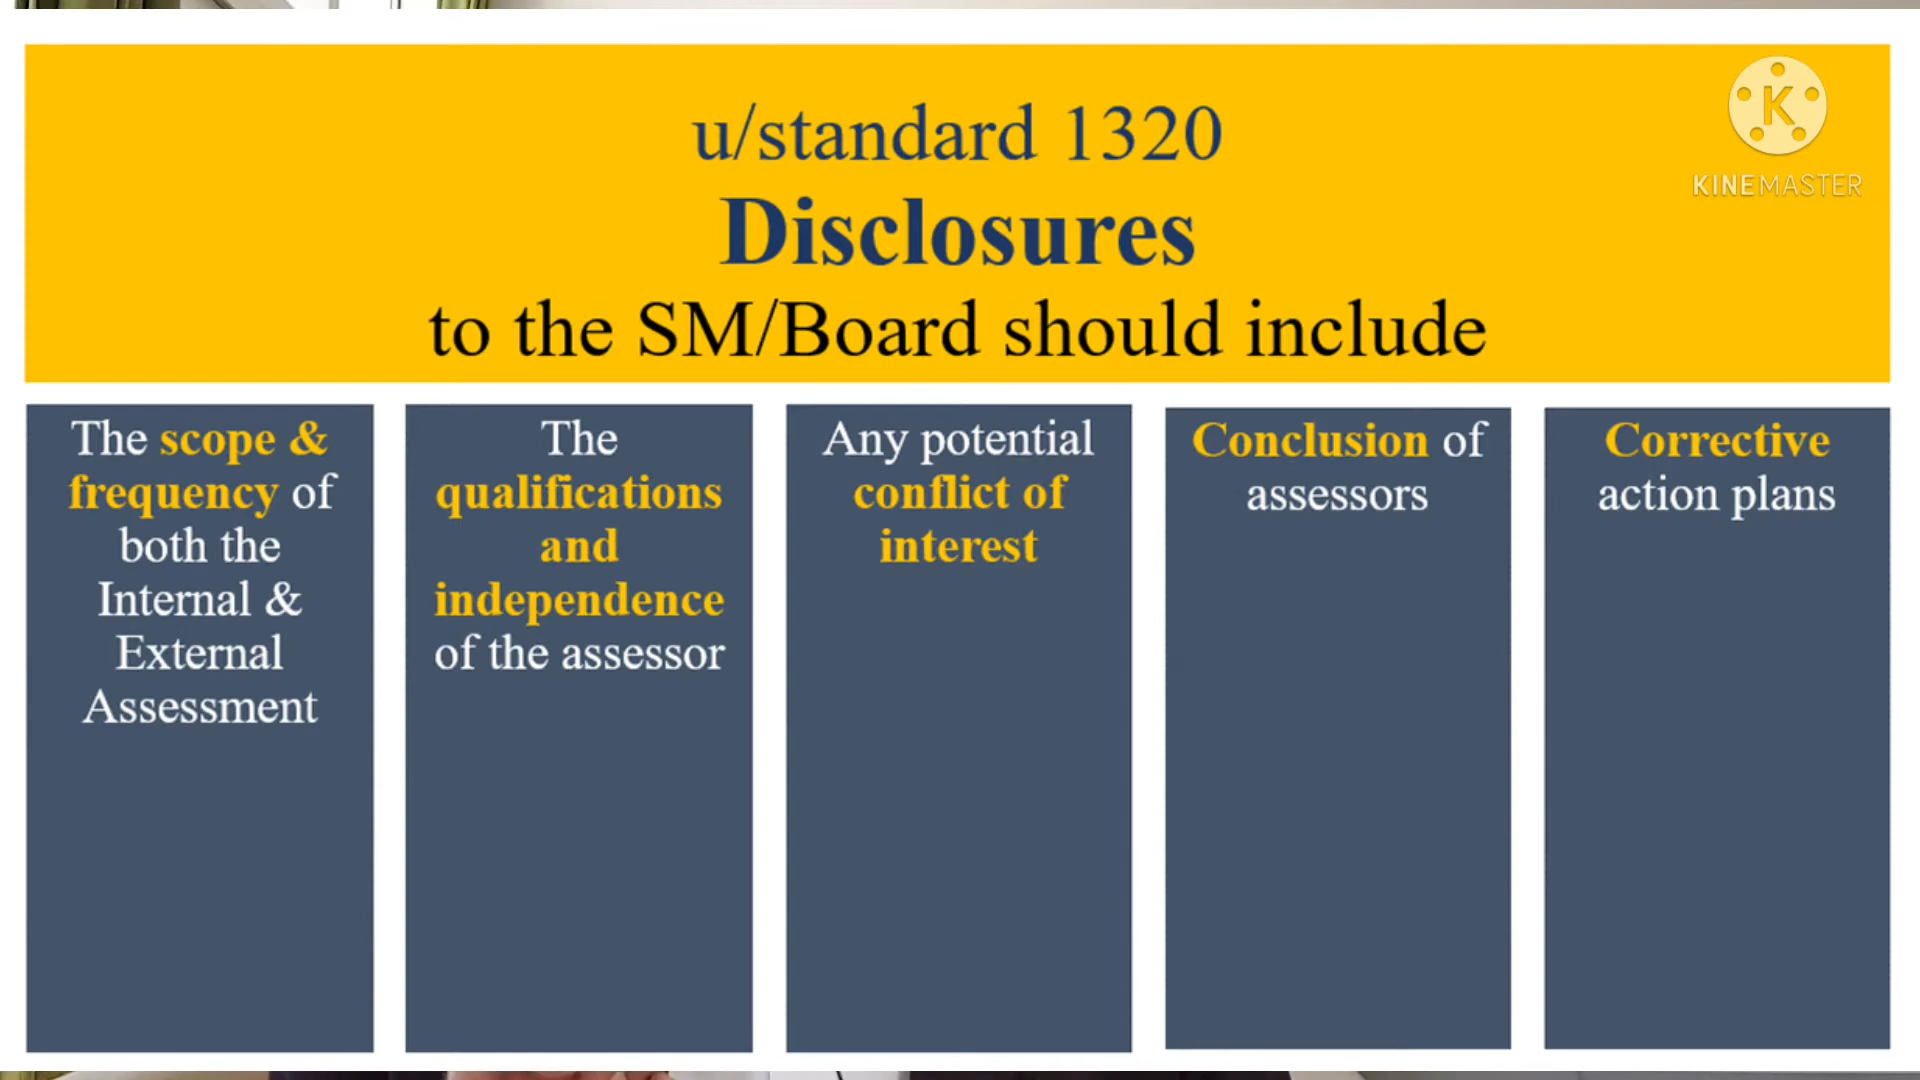 u/standard 1320
Disclosures
to the SM/Board should include
K
KINEMASTER
The scope &
frequency of
both the
Internal &
External
Assessment
The
qualifications
and
independence
of the assessor
Any potential
conflict of
interest
Conclusion of
assessors
Corrective
action plans